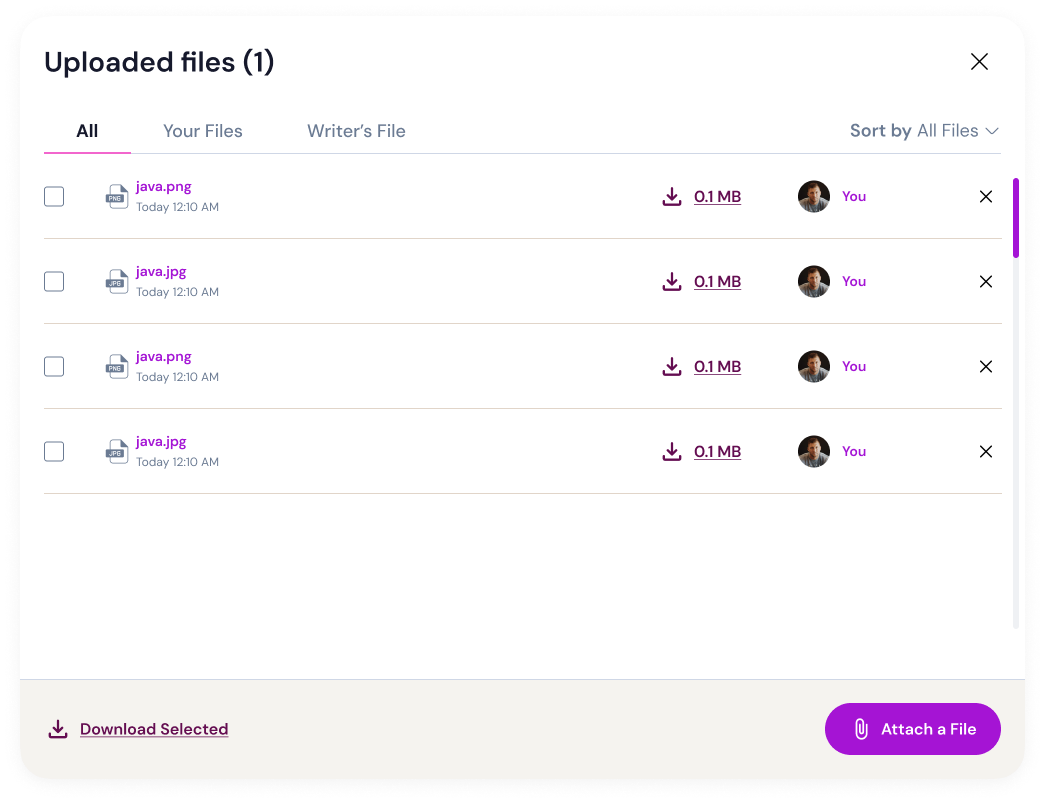 Uploaded files (1)
All Your Files Writer’s File Sort by All Files
PNG java.png
Today 12:10 AM
0.1 MB You
JPG java.jpg
Today 12:10 AM
0.1 MB You
PNG java.png
Today 12:10 AM
0.1 MB You
JPG java.jpg
Today 12:10 AM
0.1 MB You
Download Selected Attach a File